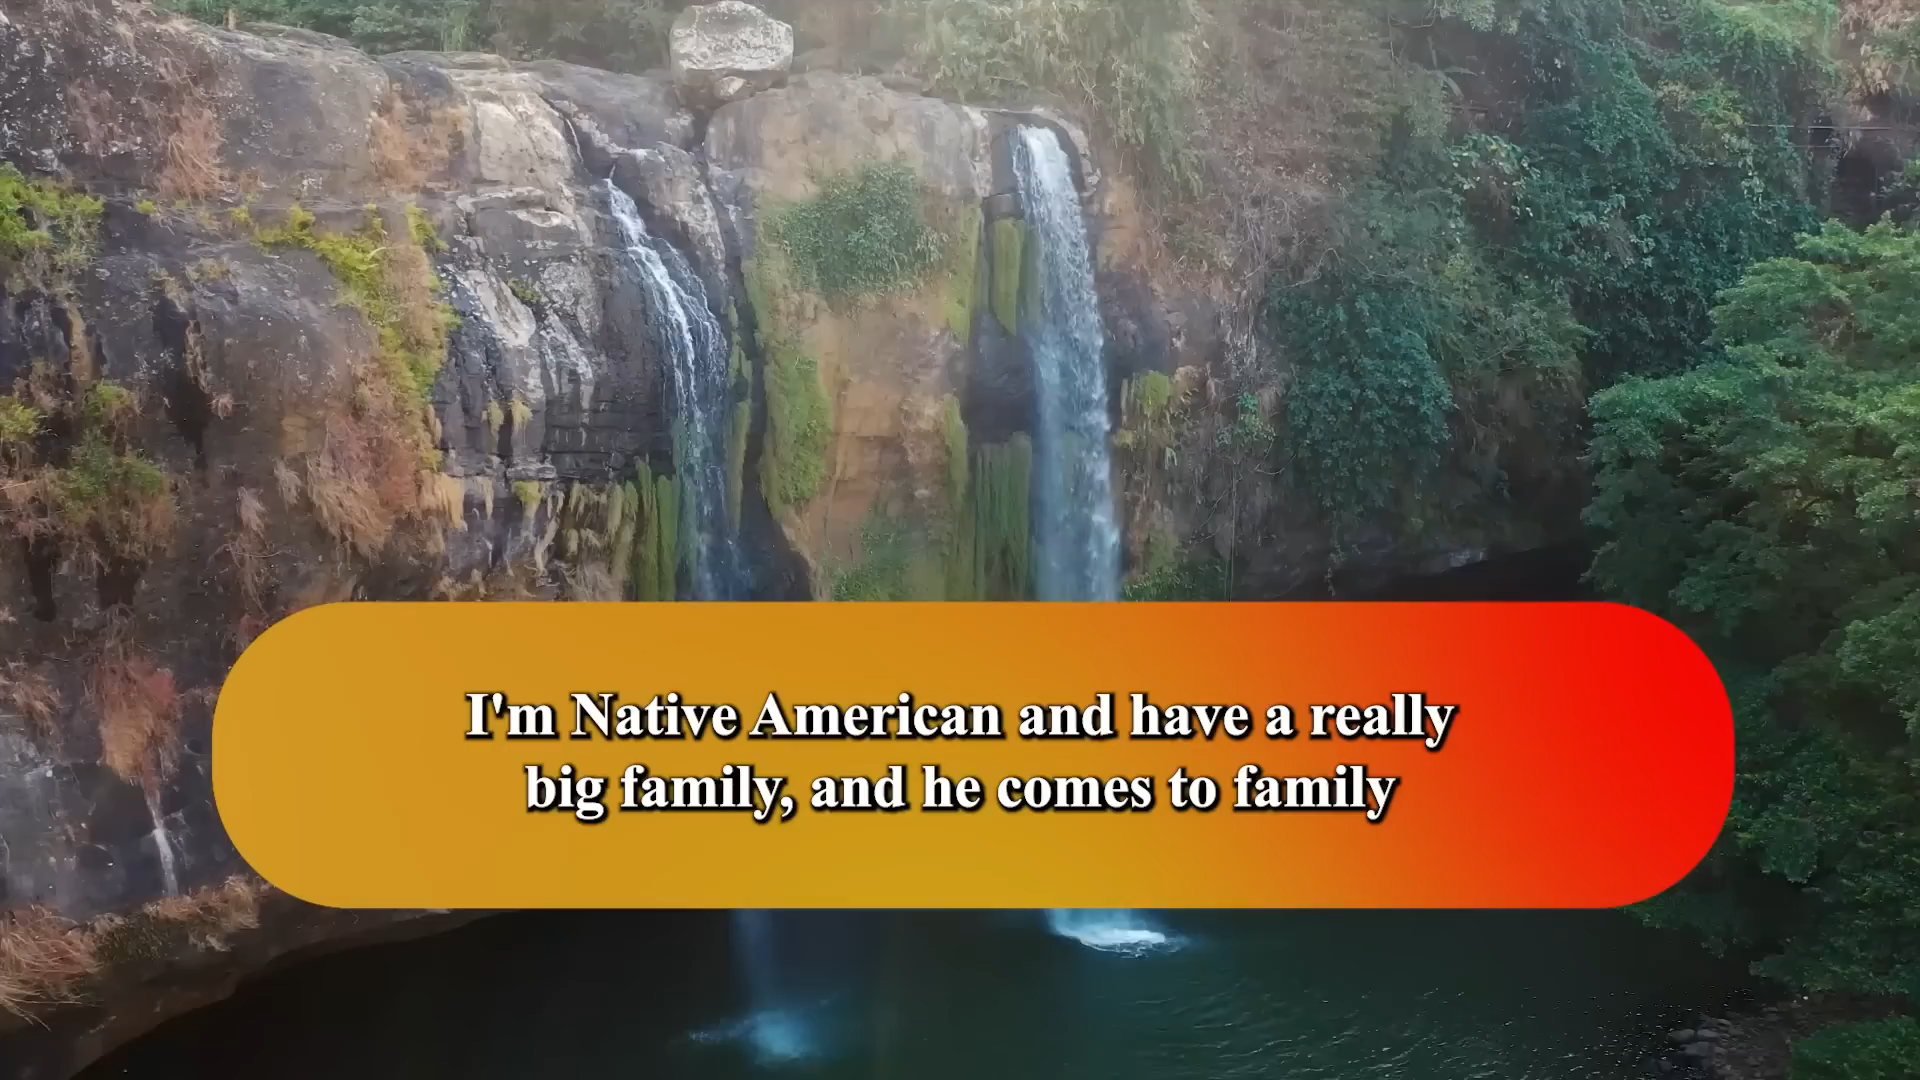 I'm Native American and have a really
big family, and he comes to family